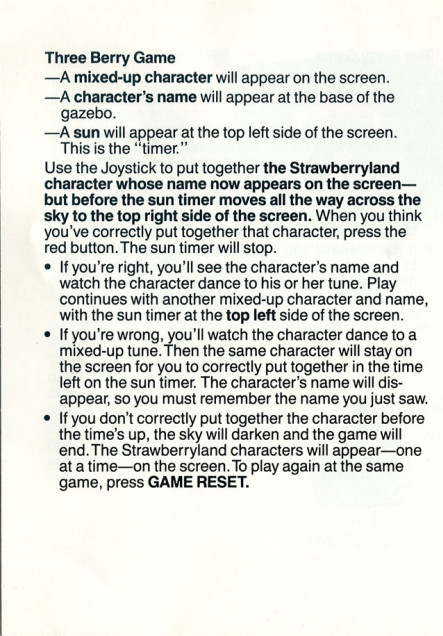 Three Berry Game
—A mixed-up character will appear on the screen.
—A character's name will appear at the base of the
gazebo.
—A sun will appear at the top left side of the screen.
This is the "timer."
Use the Joystick to put together the Strawberryland
character whose name now appears on the screen—
but before the sun timer moves all the way across the
sky to the top right side of the screen. When you think
you've correctly put together that character, press the
red button. The sun timer will stop.
• If you're right, you'll see the character's name and
watch the character dance to his or her tune. Play
continues with another mixed-up character and name,
with the sun timer at the top left side of the screen.
• If you're wrong, you'll watch the character dance to a
mixed-up tune. Then the same character will stay on
the screen for you to correctly put together in the time
left on the sun timer. The character's name will dis-
appear, so you must remember the name you just saw.
• If you don't correctly put together the character before
the time's up, the sky will darken and the game will
end. The Strawberryland characters will appear—one
at a time—on the screen. To play again at the same
game, press GAME RESET.